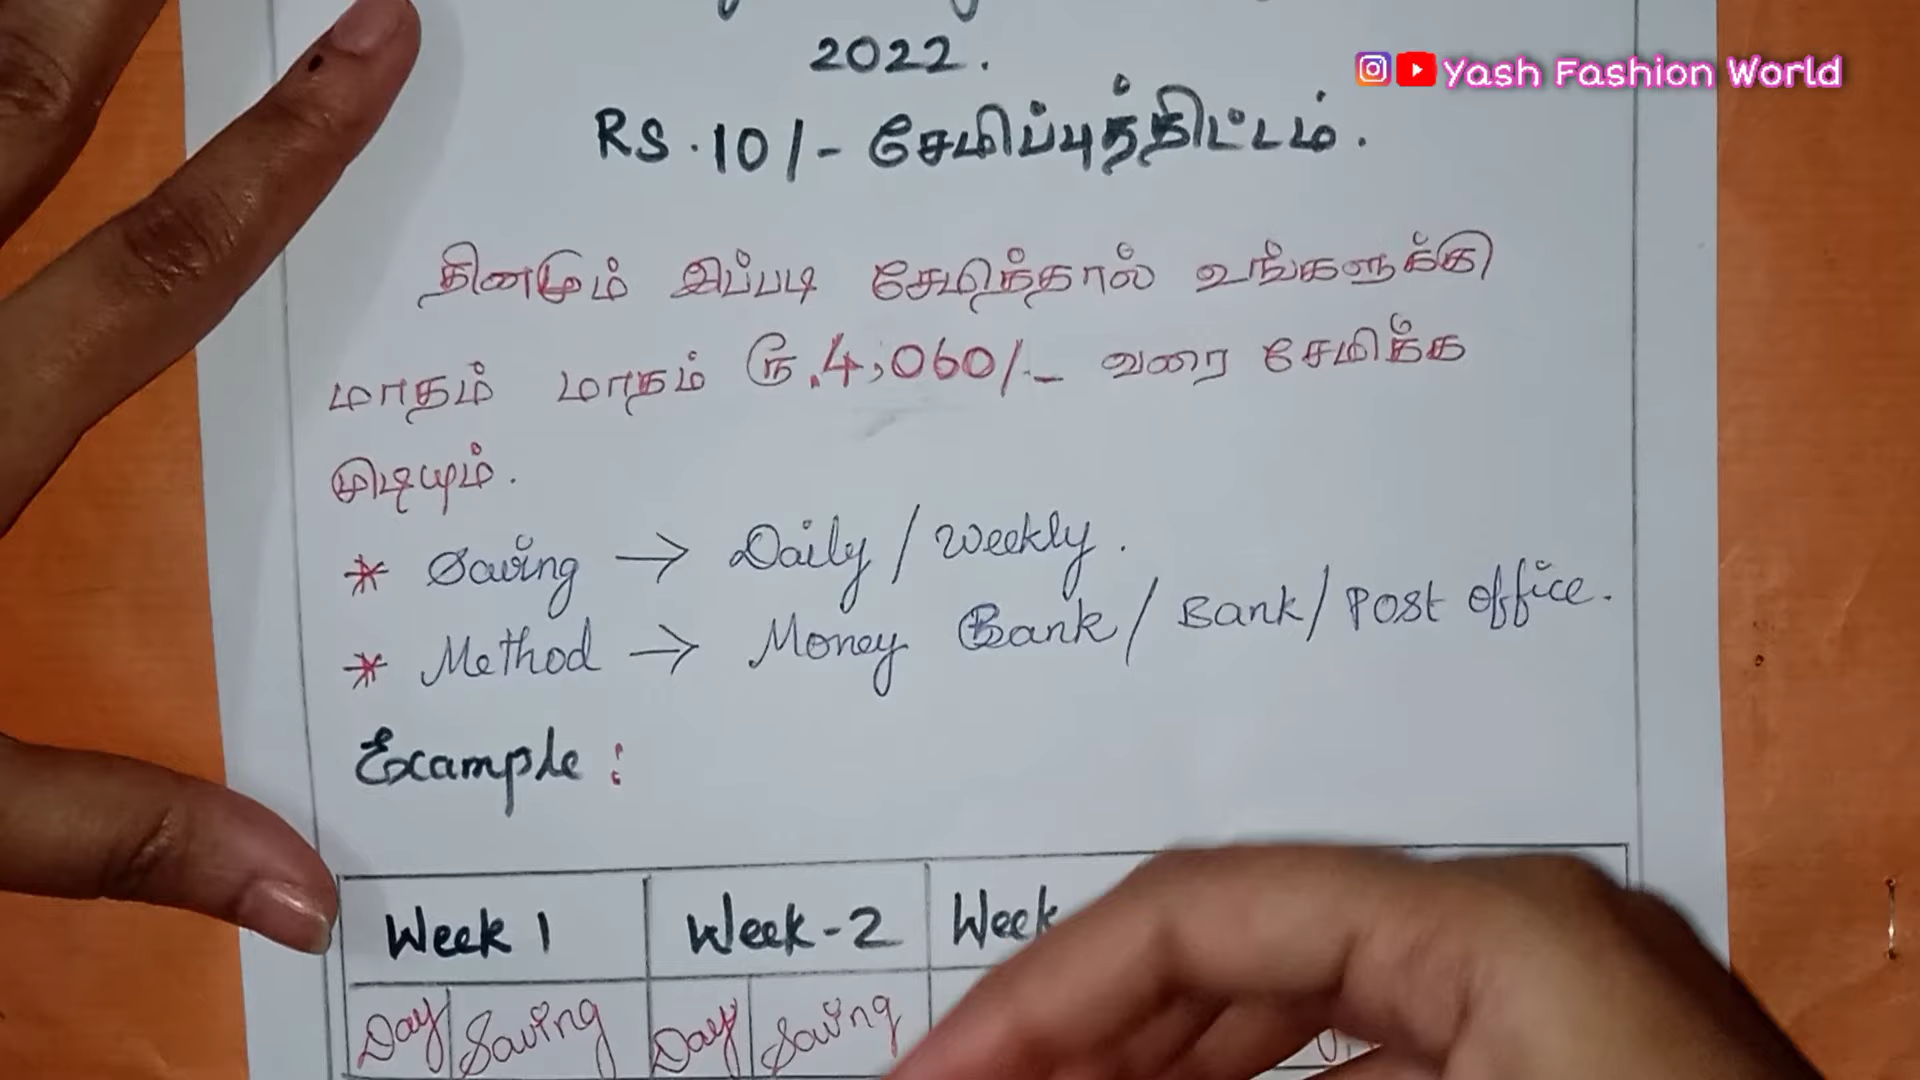 2022.
Yash Fashion World
RS.10/- சேமிப்புத்திட்டம்.
தினமும் இப்படி சேமித்தால் உங்களுக்கு
மாதம் மாதம் ரூ.4,060/- வரை சேமிக்க
முடியும்.
* Saving → Daily / Weekly.
* Method → Money Bank / Bank / Post office.
Example :
Week 1 Week-2 Week
Day Saving Day Saving